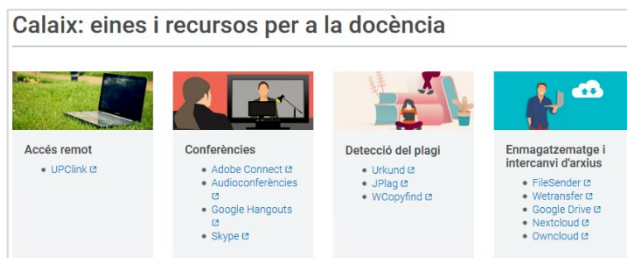 Calaix: eines i recursos per a la docència
Accés remot
UPClink
Conferències
Adobe Connect
Audioconferències
Google Hangouts
Skype
Detecció del plagi
Urkund
JPlag
WCopyfind
Enmagatzematge i
intercanvi d'arxius
FileSender
Wetransfer
Google Drive
Nextcloud
Owncloud